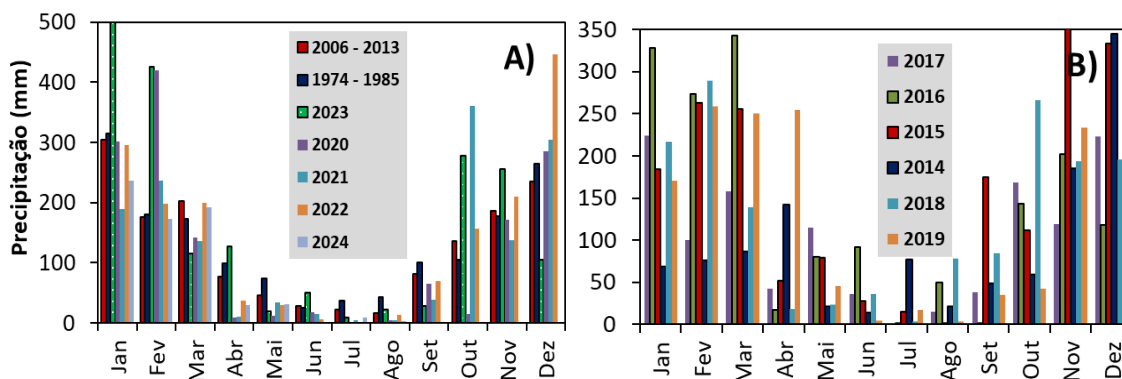 Precipitação (mm)
500
400
300
200
100
0
2006 - 2013
1974 - 1985
2023
2020
2021
2022
2024
A)
Jan
Fev
Mar
Abr
Mai
Jun
Jul
Ago
Set
Out
Nov
Dez
350
300
250
200
150
100
50
0
2017
2016
2015
2014
2018
2019
B)
Jan
Fev
Mar
Abr
Mai
Jun
Jul
Ago
Set
Out
Nov
Dez